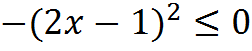 −(2x − 1)² ≤ 0